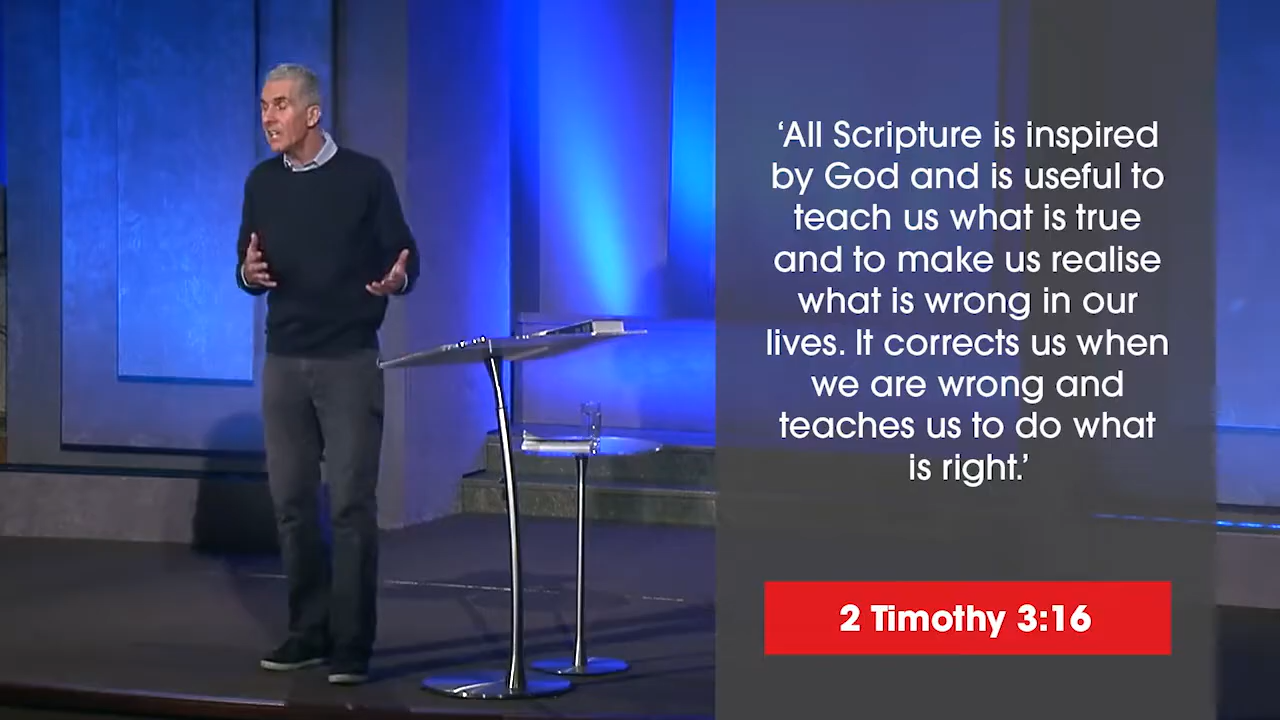 ‘All Scripture is inspired
by God and is useful to
teach us what is true
and to make us realise
what is wrong in our
lives. It corrects us when
we are wrong and
teaches us to do what
is right.’
2 Timothy 3:16